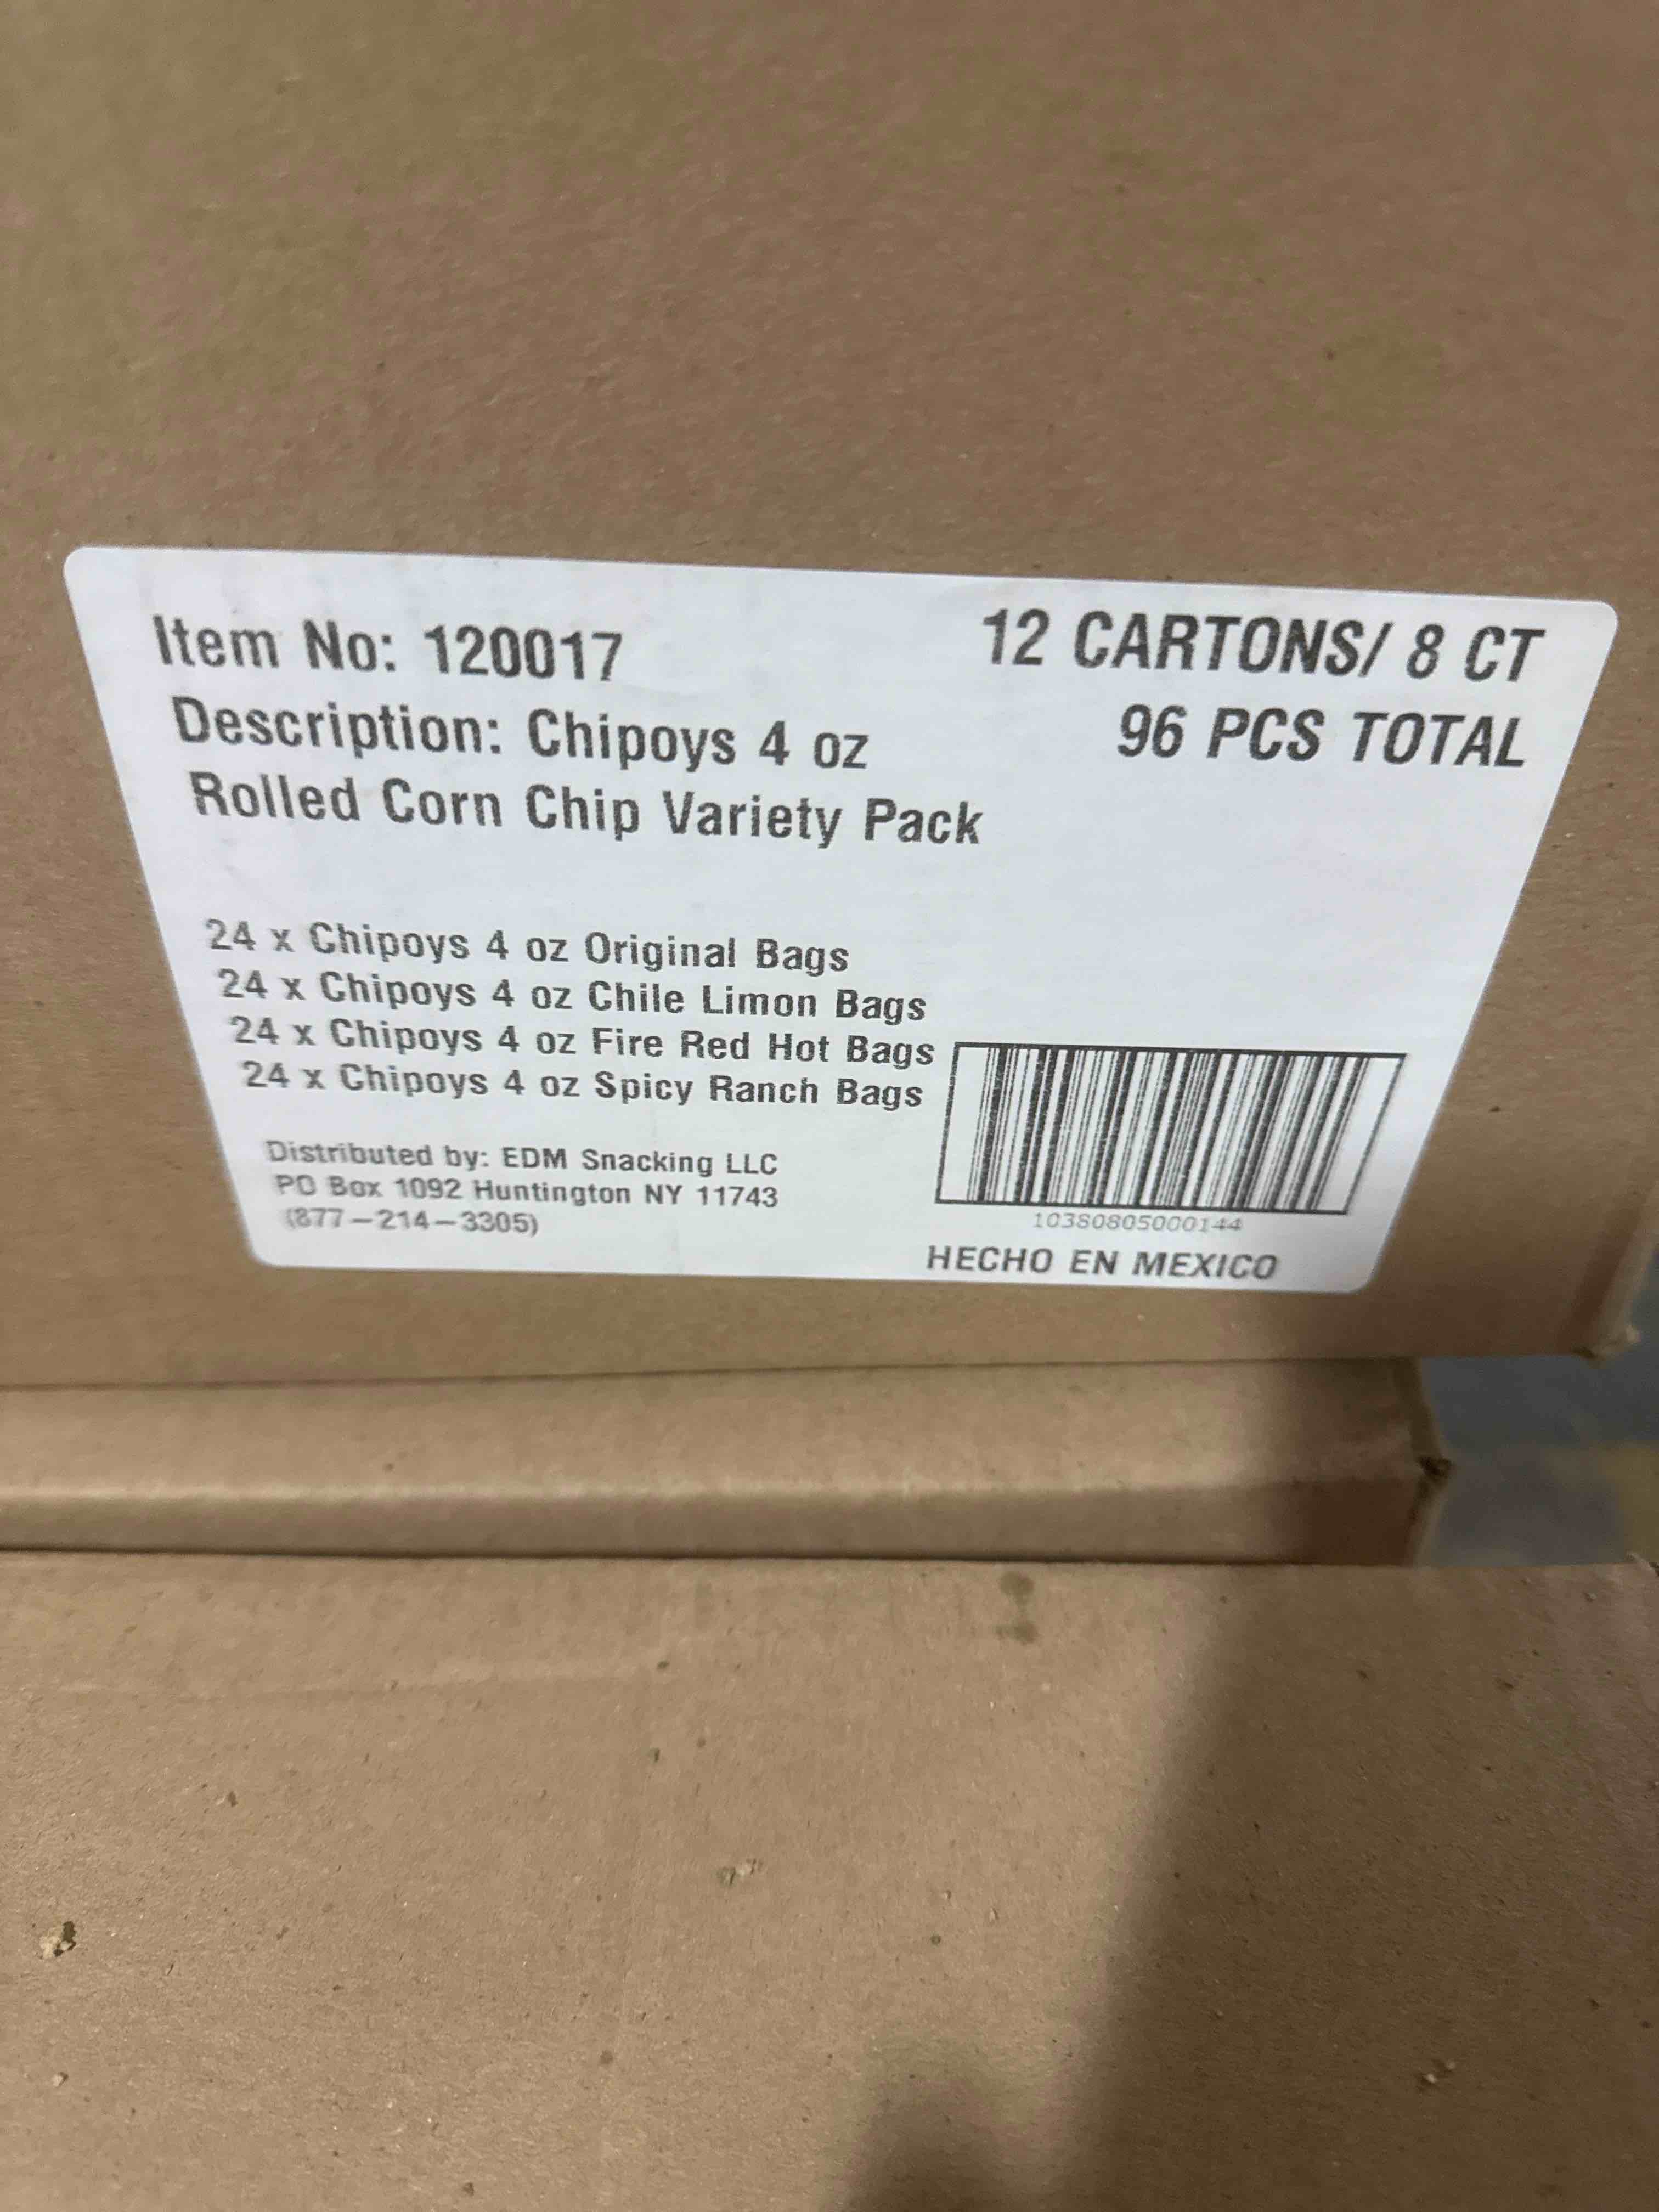 Item No: 120017
12 CARTONS/ 8 CT
Description: Chipoys 4 oz
96 PCS TOTAL
Rolled Corn Chip Variety Pack
24 x Chipoys 4 oz Original Bags
24 x Chipoys 4 oz Chile Limon Bags
24 x Chipoys 4 oz Fire Red Hot Bags
24 x Chipoys 4 oz Spicy Ranch Bags
Distributed by: EDM Snacking LLC
PO Box 1092 Huntington NY 11743
(877-214-3305)
10380805000144
HECHO EN MEXICO